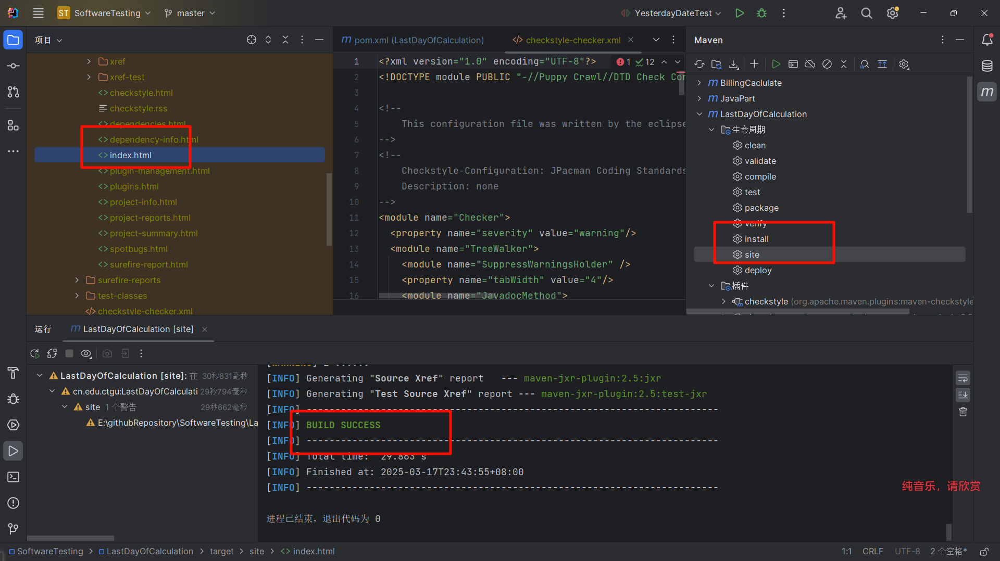 ST SoftwareTesting master YesterdayDateTest
项目
xref
xref-test
checkstyle.html
checkstyle.rss
dependencies.html
dependency-info.html
index.html
plugin-management.html
plugins.html
project-info.html
project-reports.html
project-summary.html
spotbugs.html
surefire-report.html
surefire-reports
test-classes
checkstyle-checker.xml
pom.xml (LastDayOfCalculation) checkstyle-checker.xml
1 12
1 <?xml version="1.0" encoding="UTF-8"?>
2 <!DOCTYPE module PUBLIC "-//Puppy Crawl//DTD Check Con
3
4 <!--
5 This configuration file was written by the eclipse
6 -->
7 <!--
8 Checkstyle-Configuration: JPacman Coding Standards
9 Description: none
10 -->
11 <module name="Checker">
12 <property name="severity" value="warning"/>
13 <module name="TreeWalker">
14 <module name="SuppressWarningsHolder" />
15 <property name="tabWidth" value="4"/>
16 <module name="JavadocMethod">
Maven
BillingCaclulate
JavaPart
LastDayOfCalculation
生命周期
clean
validate
compile
test
package
verify
install
site
deploy
插件
checkstyle (org.apache.maven.plugins:maven-checkstyle
运行 LastDayOfCalculation [site]
LastDayOfCalculation [site]: 在 30秒831毫秒
cn.edu.ctgu:LastDayOfCalculati 29秒794毫秒
site 1 个警告 29秒662毫秒
E:\githubRepository\SoftwareTesting\La
[INFO] Generating "Source Xref" report --- maven-jxr-plugin:2.5:jxr
[INFO] Generating "Test Source Xref" report --- maven-jxr-plugin:2.5:test-jxr
[INFO] ------------------------------------------------------------------------
[INFO] BUILD SUCCESS
[INFO] ------------------------------------------------------------------------
[INFO] Total time: 29.863 s
[INFO] Finished at: 2025-03-17T23:43:55+08:00
[INFO] ------------------------------------------------------------------------
进程已结束，退出代码为 0
纯音乐，请欣赏
SoftwareTesting > LastDayOfCalculation > target > site > index.html
1:1 CRLF UTF-8 2 个空格*